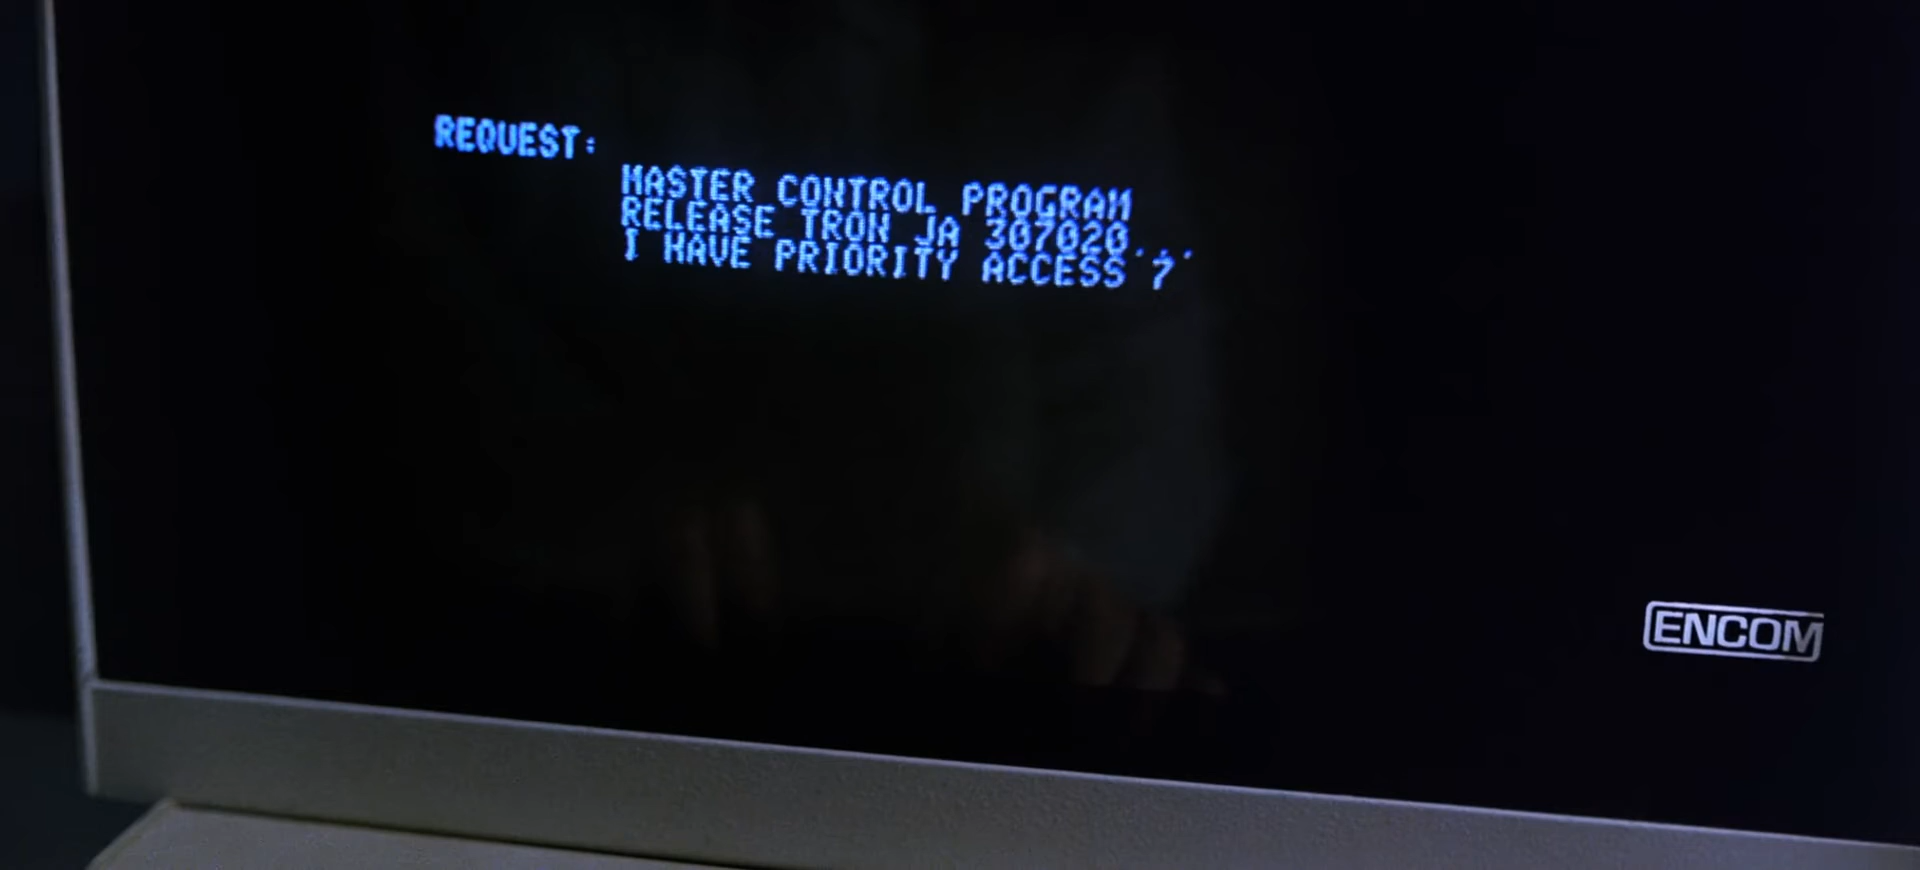 REQUEST:
MASTER CONTROL PROGRAM
RELEASE TRON JA 307020...
I HAVE PRIORITY ACCESS 7
ENCOM